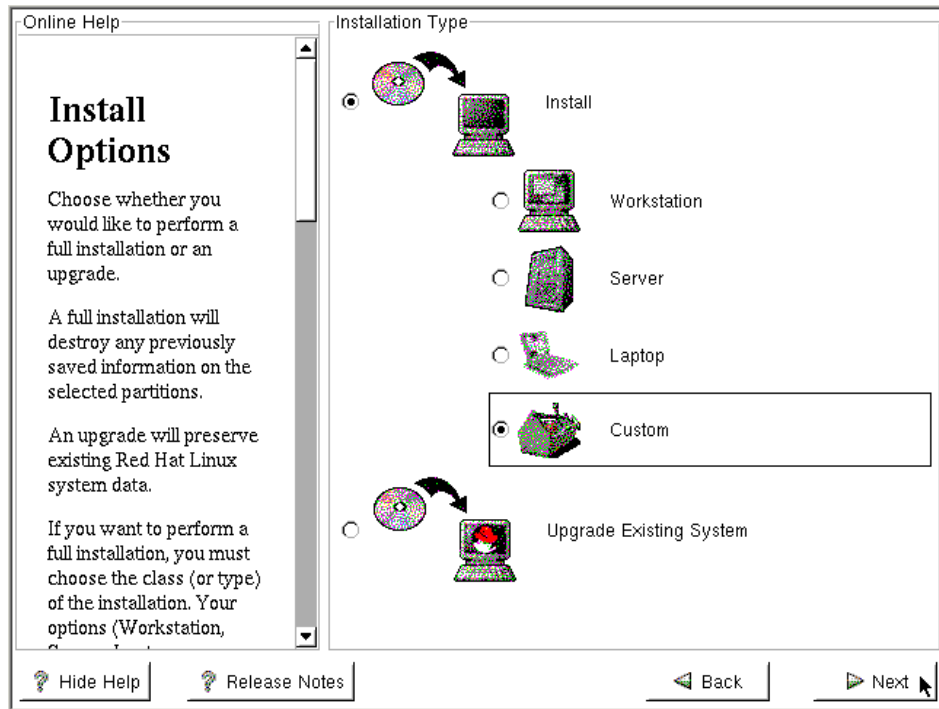 Online Help
Install
Options
Choose whether you
would like to perform a
full installation or an
upgrade.
A full installation will
destroy any previously
saved information on the
selected partitions.
An upgrade will preserve
existing Red Hat Linux
system data.
If you want to perform a
full installation, you must
choose the class (or type)
of the installation. Your
options (Workstation,
Installation Type
Install
Workstation
Server
Laptop
Custom
Upgrade Existing System
Hide Help
Release Notes
Back
Next